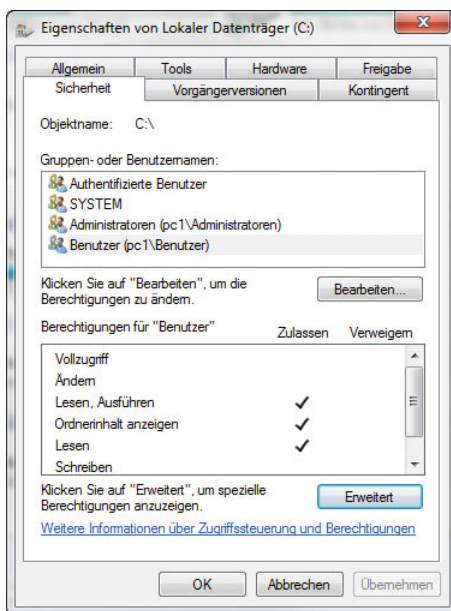 Eigenschaften von Lokaler Datenträger (C:)
Allgemein Tools Hardware Freigabe
Sicherheit Vorgängerversionen Kontingent
Objektname: C:\
Gruppen- oder Benutzernamen:
Authentifizierte Benutzer
SYSTEM
Administratoren (pc1\Administratoren)
Benutzer (pc1\Benutzer)
Klicken Sie auf "Bearbeiten", um die
Berechtigungen zu ändern.
Bearbeiten...
Berechtigungen für "Benutzer" Zulassen Verweigern
Vollzugriff
Ändern
Lesen, Ausführen
Ordnerinhalt anzeigen
Lesen
Schreiben
Klicken Sie auf "Erweitert", um spezielle
Berechtigungen anzuzeigen.
Erweitert
Weitere Informationen über Zugriffssteuerung und Berechtigungen
OK Abbrechen Übernehmen